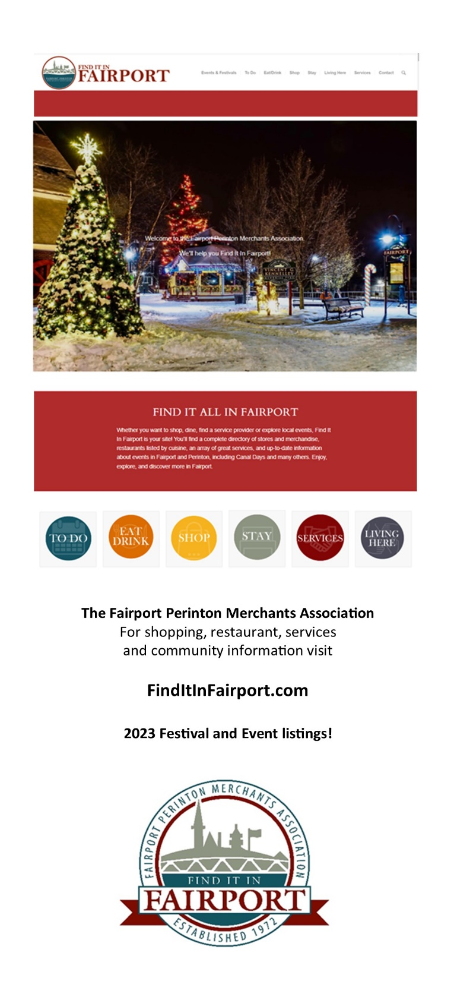 FIND IT IN
FAIRPORT
Events & Festivals To Do Eat/Drink Shop Stay Living Here Services Contact
Welcome to the Fairport Perinton Merchants Association.
We'll help you Find It In Fairport!
FAIRPORT
VINCENT G
KENNELLEY
FIND IT ALL IN FAIRPORT
Whether you want to shop, dine, find a service provider or explore local events, Find It
In Fairport is your site! You'll find a complete directory of stores and merchandise,
restaurants listed by cuisine, an array of great services, and up-to-date information
about events in Fairport and Perinton, including Canal Days and many others. Enjoy,
explore, and discover more in Fairport.
TO DO
EAT
DRINK
SHOP
STAY
SERVICES
LIVING
HERE
The Fairport Perinton Merchants Association
For shopping, restaurant, services
and community information visit
FindItInFairport.com
2023 Festival and Event listings!
FAIRPORT PERINTON MERCHANTS ASSOCIATION
FIND IT IN
FAIRPORT
ESTABLISHED 1972